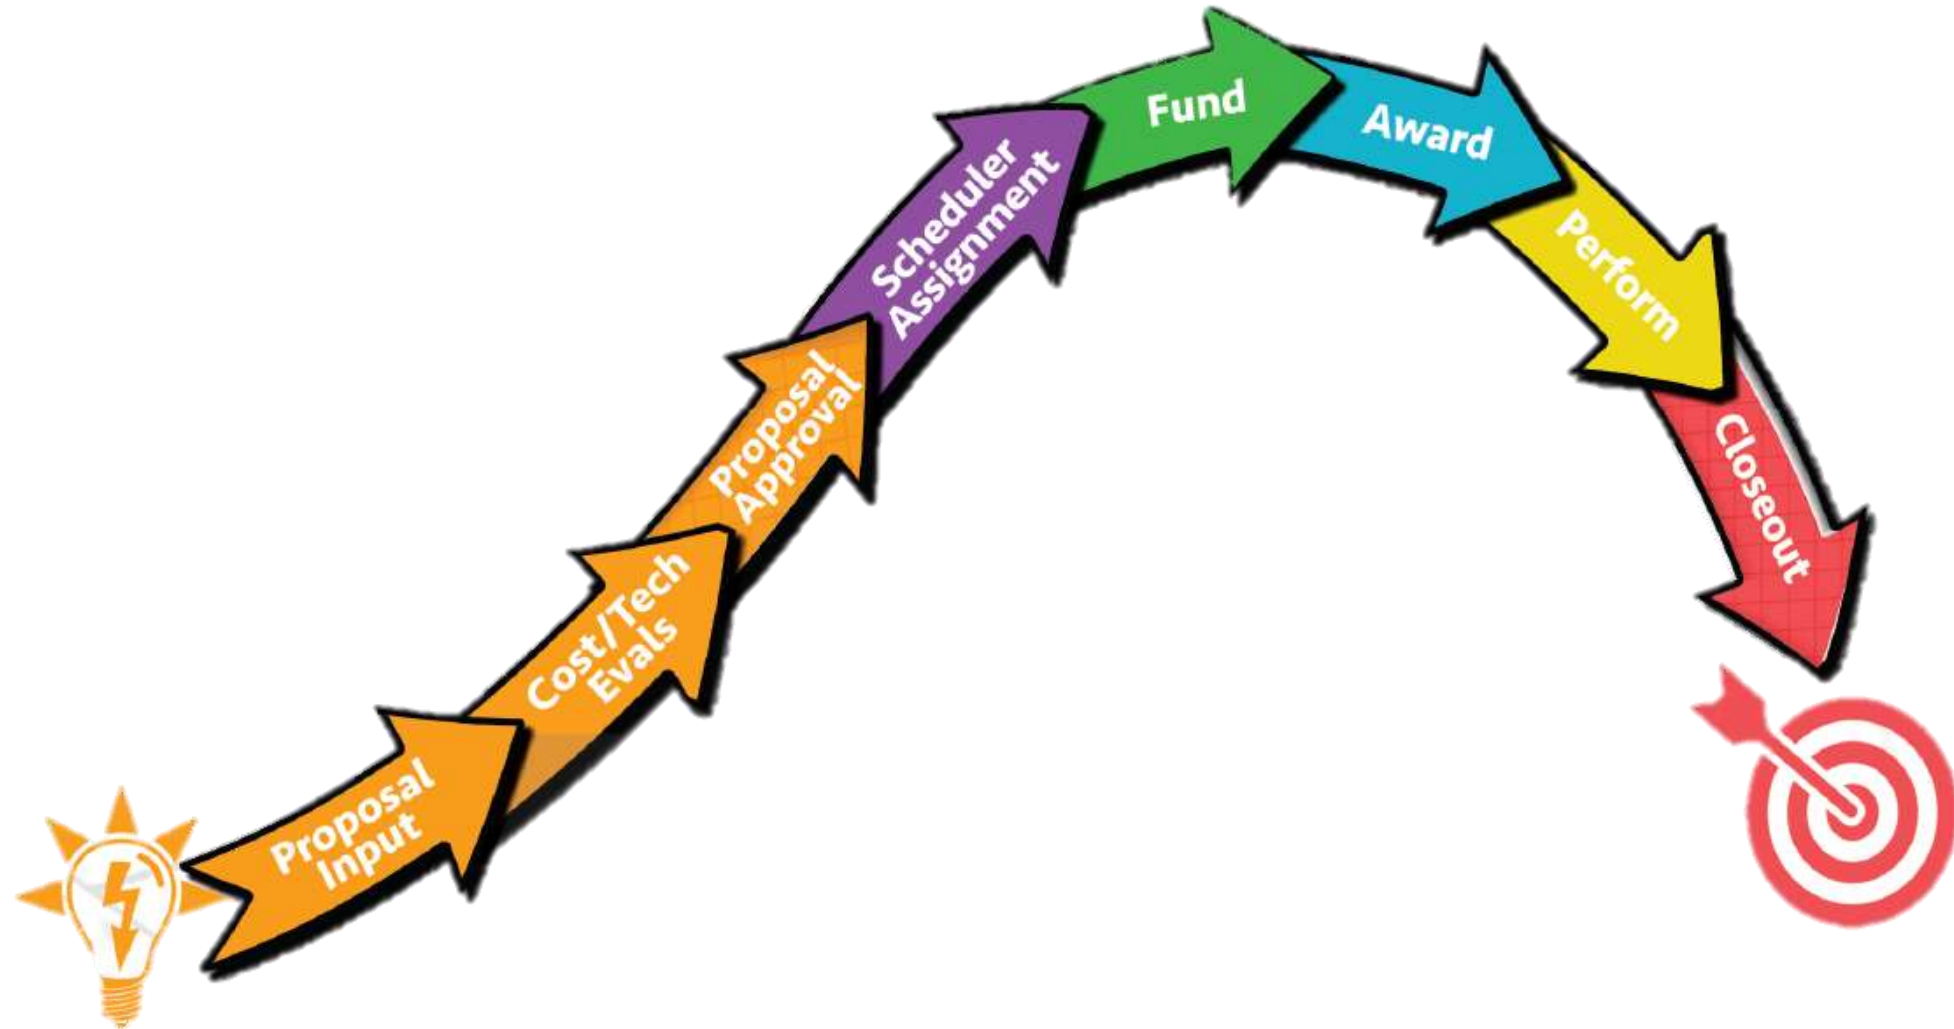 Proposal
Input
Cost/Tech
Evals
Proposal
Approval
Scheduler
Assignment
Fund
Award
Perform
Closeout